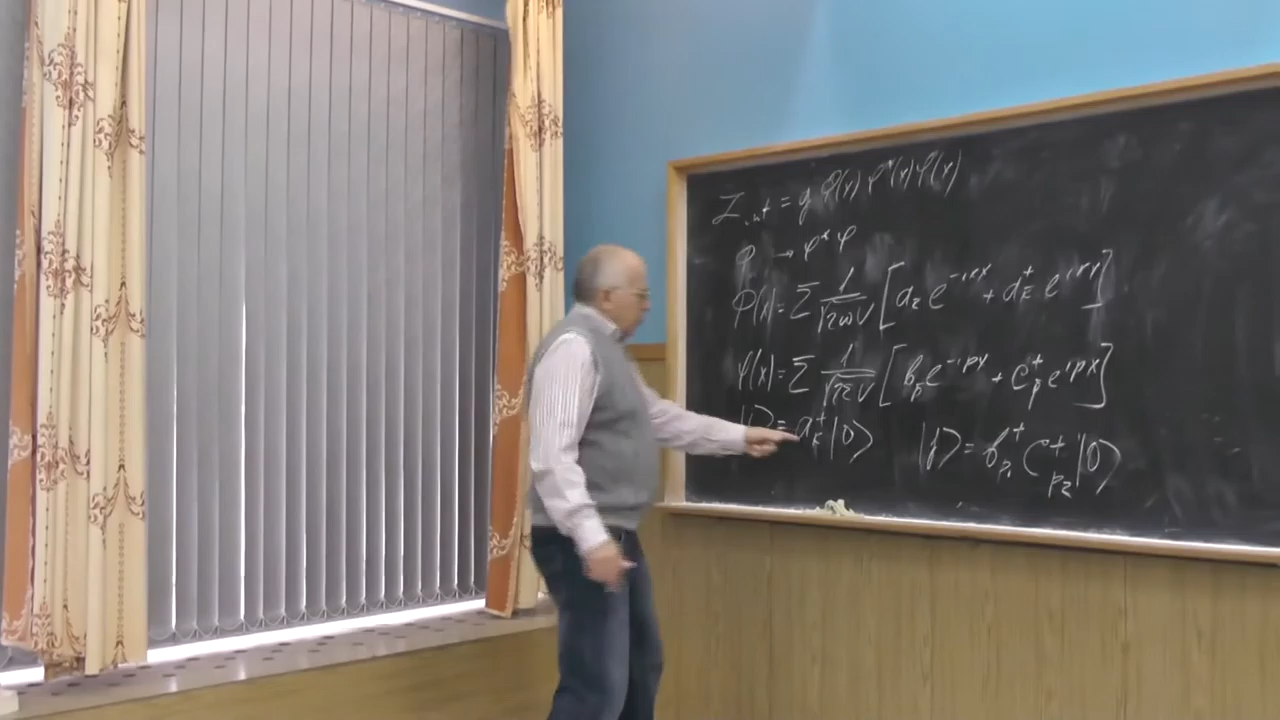 ℒ_int = g Φ(x) φ*(x) φ(x)
φ → φ* φ
Φ(x) = Σ 1/√2ωV [a_k e^{-ikx} + a_k^+ e^{ikx}]
φ(x) = Σ 1/√2εV [b_p e^{-ipx} + c_p^+ e^{ipx}]
|i⟩ = a_k^+ |0⟩ |f⟩ = b_{p1}^+ c_{p2}^+ |0⟩